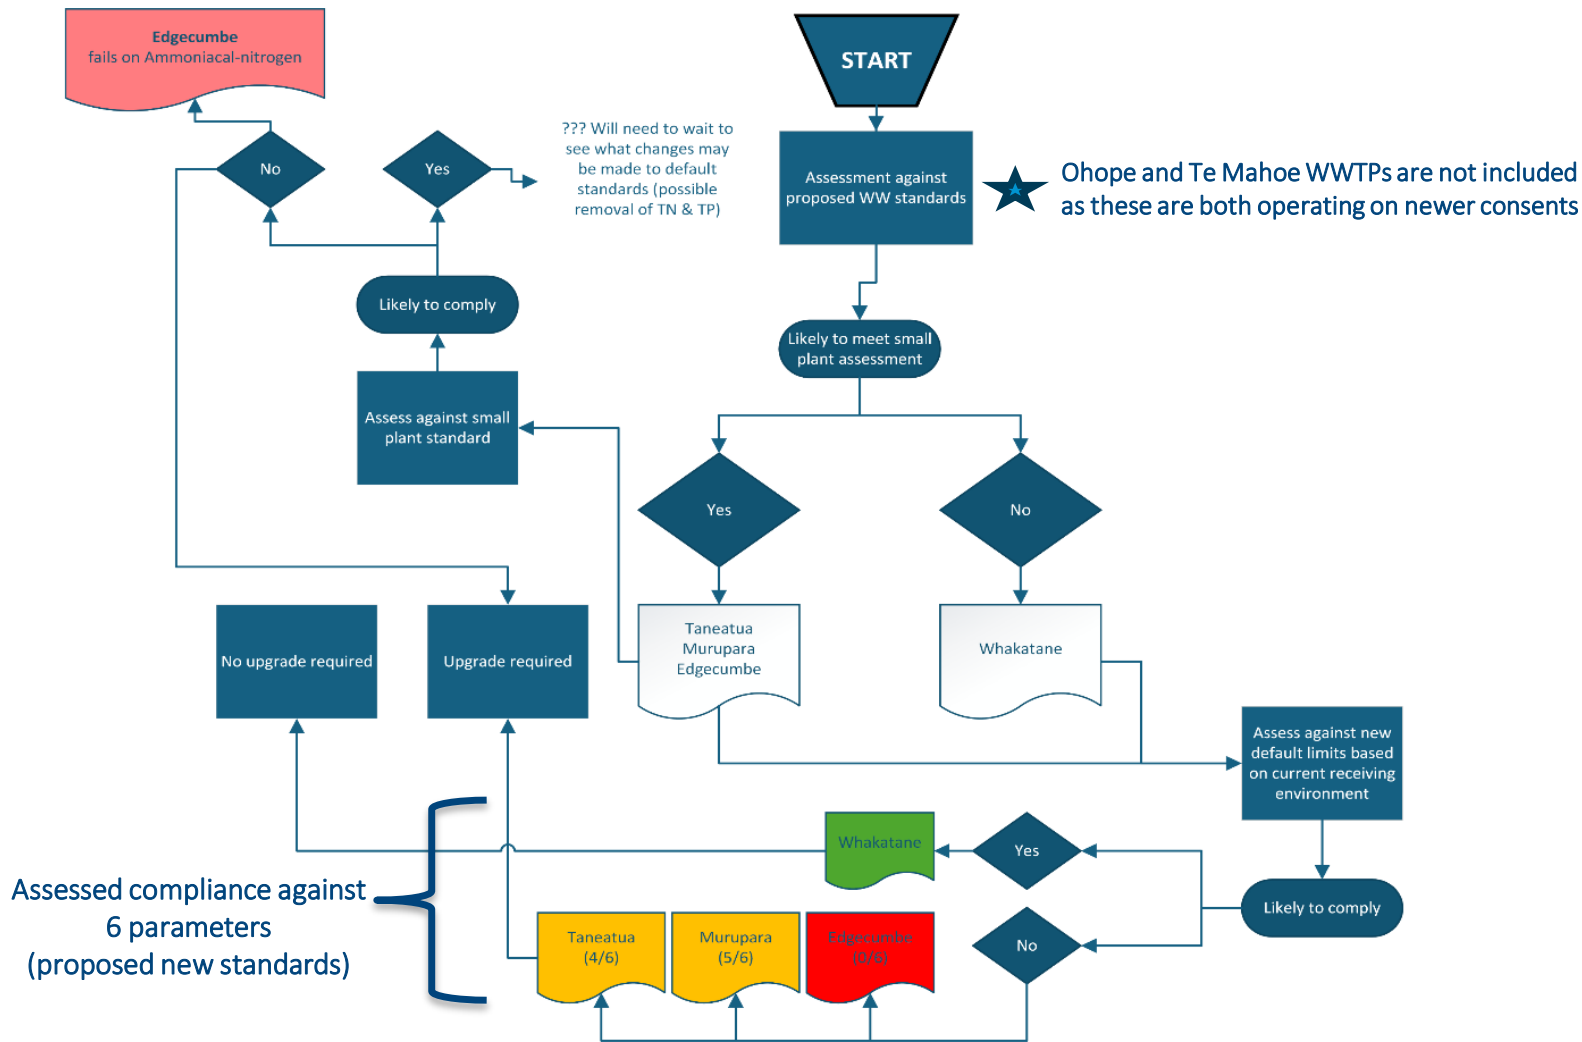 Edgecumbe
fails on Ammoniacal-nitrogen
START
No
Yes
??? Will need to wait to
see what changes may
be made to default
standards (possible
removal of TN & TP)
Assessment against
proposed WW standards
Ohope and Te Mahoe WWTPs are not included
as these are both operating on newer consents
Likely to comply
Likely to meet small
plant assessment
Assess against small
plant standard
Yes
No
No upgrade required
Upgrade required
Taneatua
Murupara
Edgecumbe
Whakatane
Assess against new
default limits based
on current receiving
environment
Whakatane
Yes
Likely to comply
Assessed compliance against
6 parameters
(proposed new standards)
Taneatua
(4/6)
Murupara
(5/6)
Edgecumbe
(0/6)
No